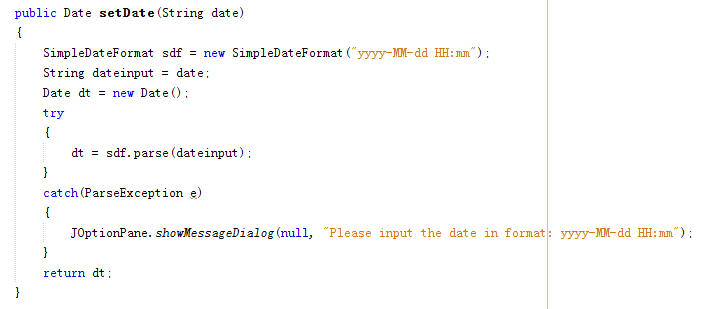 public Date setDate(String date)
{
SimpleDateFormat sdf = new SimpleDateFormat("yyyy-MM-dd HH:mm");
String dateinput = date;
Date dt = new Date();
try
{
dt = sdf.parse(dateinput);
}
catch(ParseException e)
{
JOptionPane.showMessageDialog(null, "Please input the date in format: yyyy-MM-dd HH:mm");
}
return dt;
}